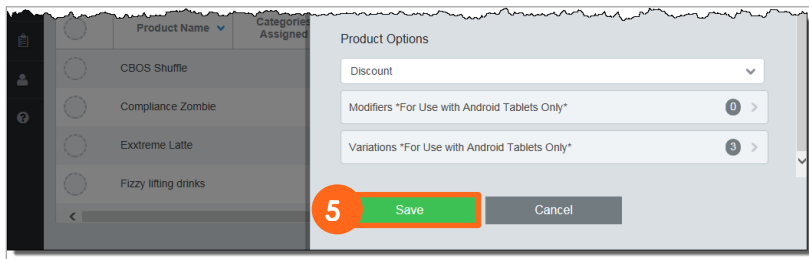 Product Name
Categories
Assigned
CBOS Shuffle
Compliance Zombie
Exxtreme Latte
Fizzy lifting drinks
Product Options
Discount
Modifiers *For Use with Android Tablets Only* 0
Variations *For Use with Android Tablets Only* 3
5 Save Cancel